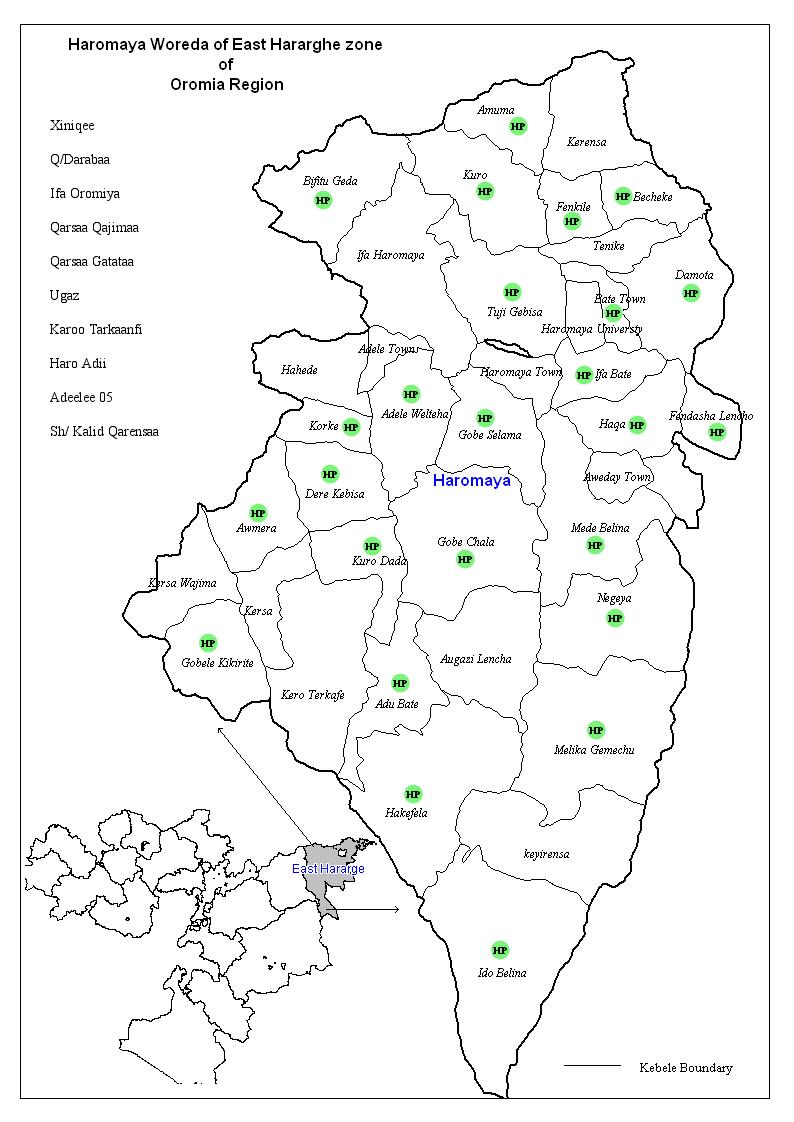 Haromaya Woreda of East Hararghe zone
of
Oromia Region
Xiniqee
Q/Darabaa
Ifa Oromiya
Qarsaa Qajimaa
Qarsaa Gatataa
Ugaz
Karoo Tarkaanfi
Haro Adii
Adeelee 05
Sh/ Kalid Qarensaa
Amuma
HP
Kerensa
Bifitu Geda
HP
Kuro
HP
Fenkile
HP
HP Becheke
Tenike
Ifa Haromaya
Damota
HP
HP
Tuji Gebisa
Bate Town
HP
Haromaya Universty
Adele Towns
Hahede
Haromaya Town
HP Ifa Bate
HP
Adele Welteha
HP
Gobe Selama
Korke HP
Haqa HP
Fendasha Lencho
HP
HP
Dere Kebisa
Haromaya
Aweday Town
HP
Awmera
Mede Belina
HP
Gobe Chala
HP
HP
Kuro Dada
Kersa Wajima
Kersa
Negeya
HP
HP
Gobele Kikirite
Augazi Lencha
Kero Terkafe
HP
Adu Bate
HP
Melika Gemechu
HP
Hakefela
keyirensa
East Hararge
HP
Ido Belina
Kebele Boundary